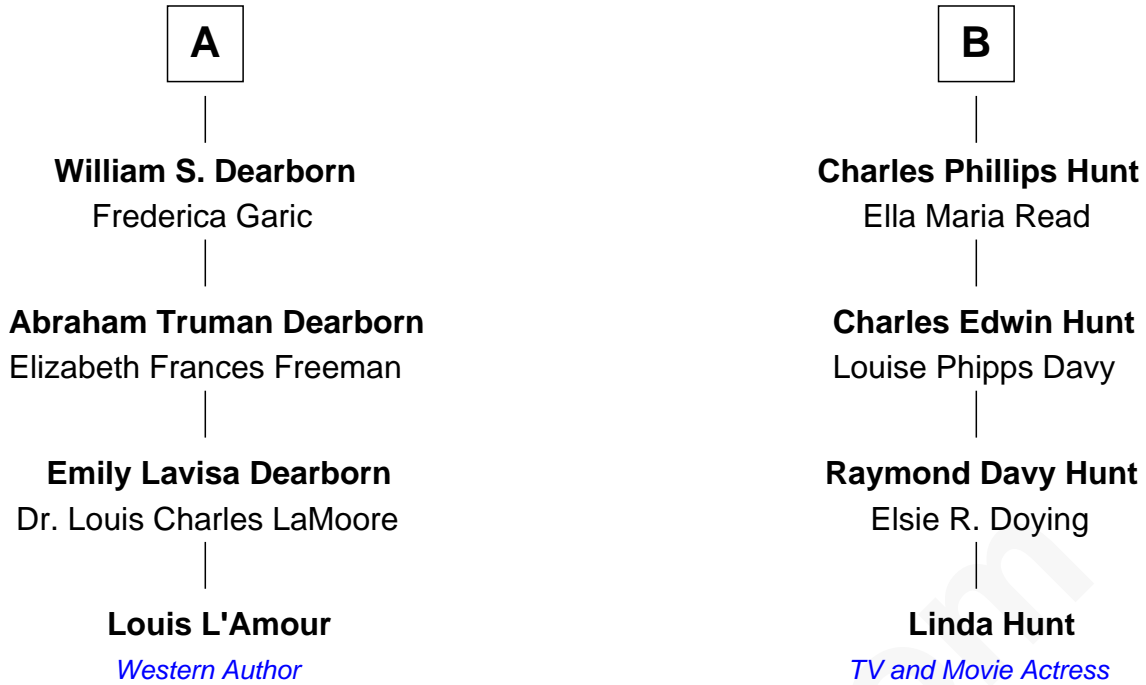 A
William S. Dearborn
Frederica Garic
Abraham Truman Dearborn
Elizabeth Frances Freeman
Emily Lavisa Dearborn
Dr. Louis Charles LaMoore
Louis L'Amour
Western Author
B
Charles Phillips Hunt
Ella Maria Read
Charles Edwin Hunt
Louise Phipps Davy
Raymond Davy Hunt
Elsie R. Doying
Linda Hunt
TV and Movie Actress